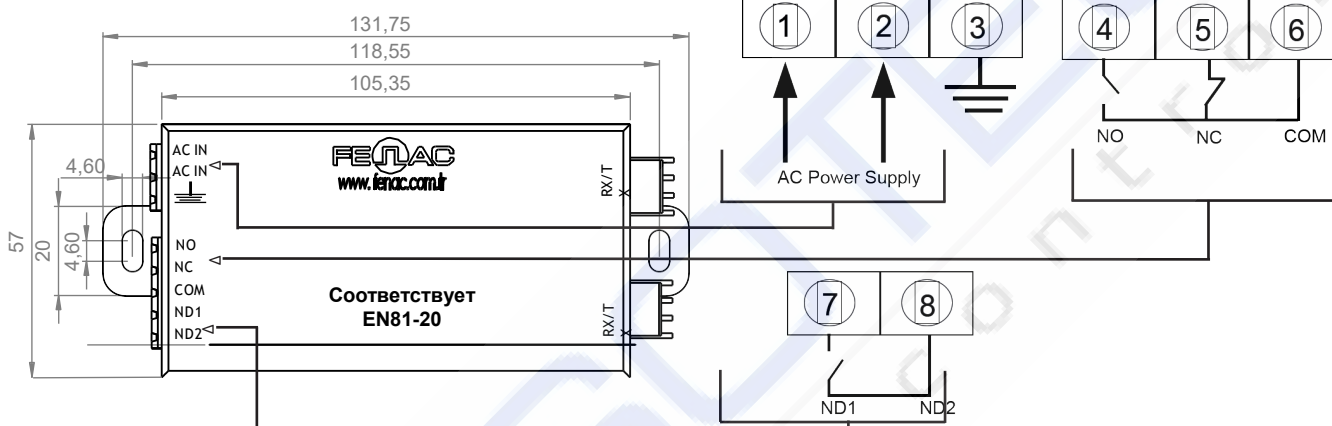 131,75
118,55
105,35
57
20
4,60
4,60
AC IN
AC IN
FENAC
www.fenac.com.tr
RX/T
X
NO
NC
COM
ND1
ND2
Соответствует
EN81-20
RX/T
X
1
2
3
AC Power Supply
4
5
6
NO
NC
COM
7
8
ND1
ND2